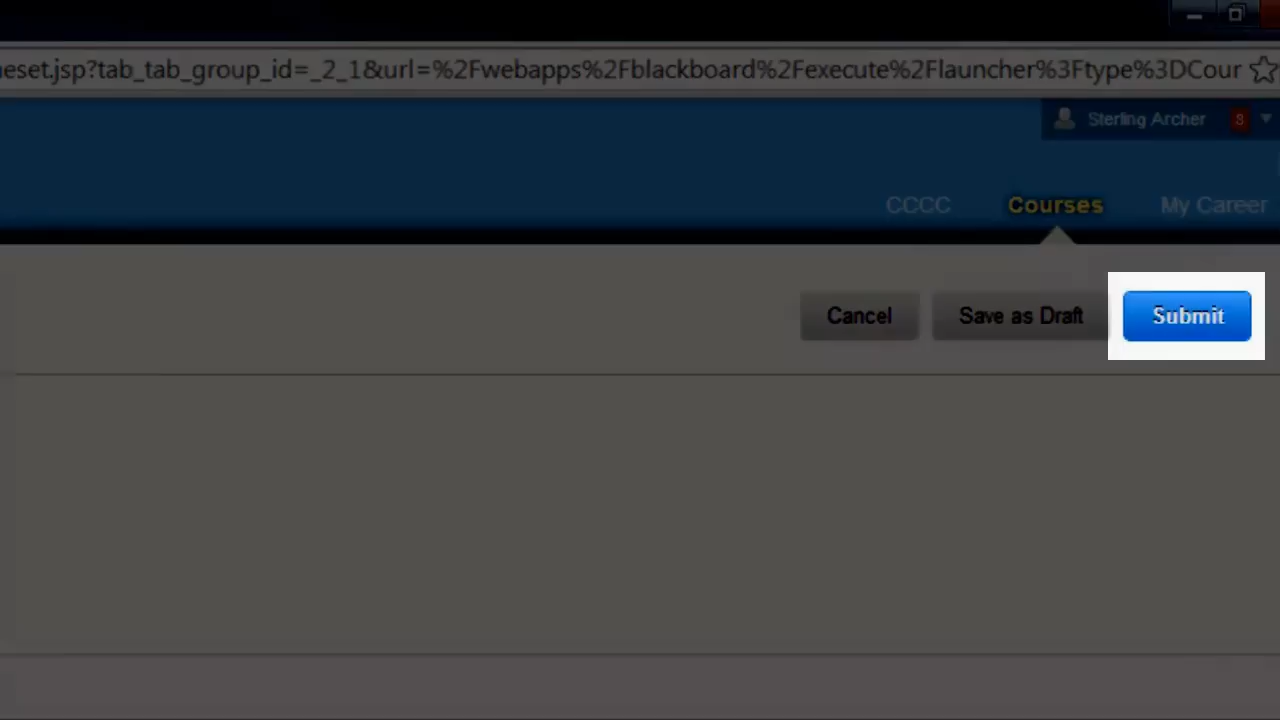 neset.jsp?tab_tab_group_id=_2_1&url=%2Fwebapps%2Fblackboard%2Fexecute%2Flauncher%3Ftype%3DCour
Sterling Archer 3
CCCC Courses My Career
Cancel Save as Draft Submit